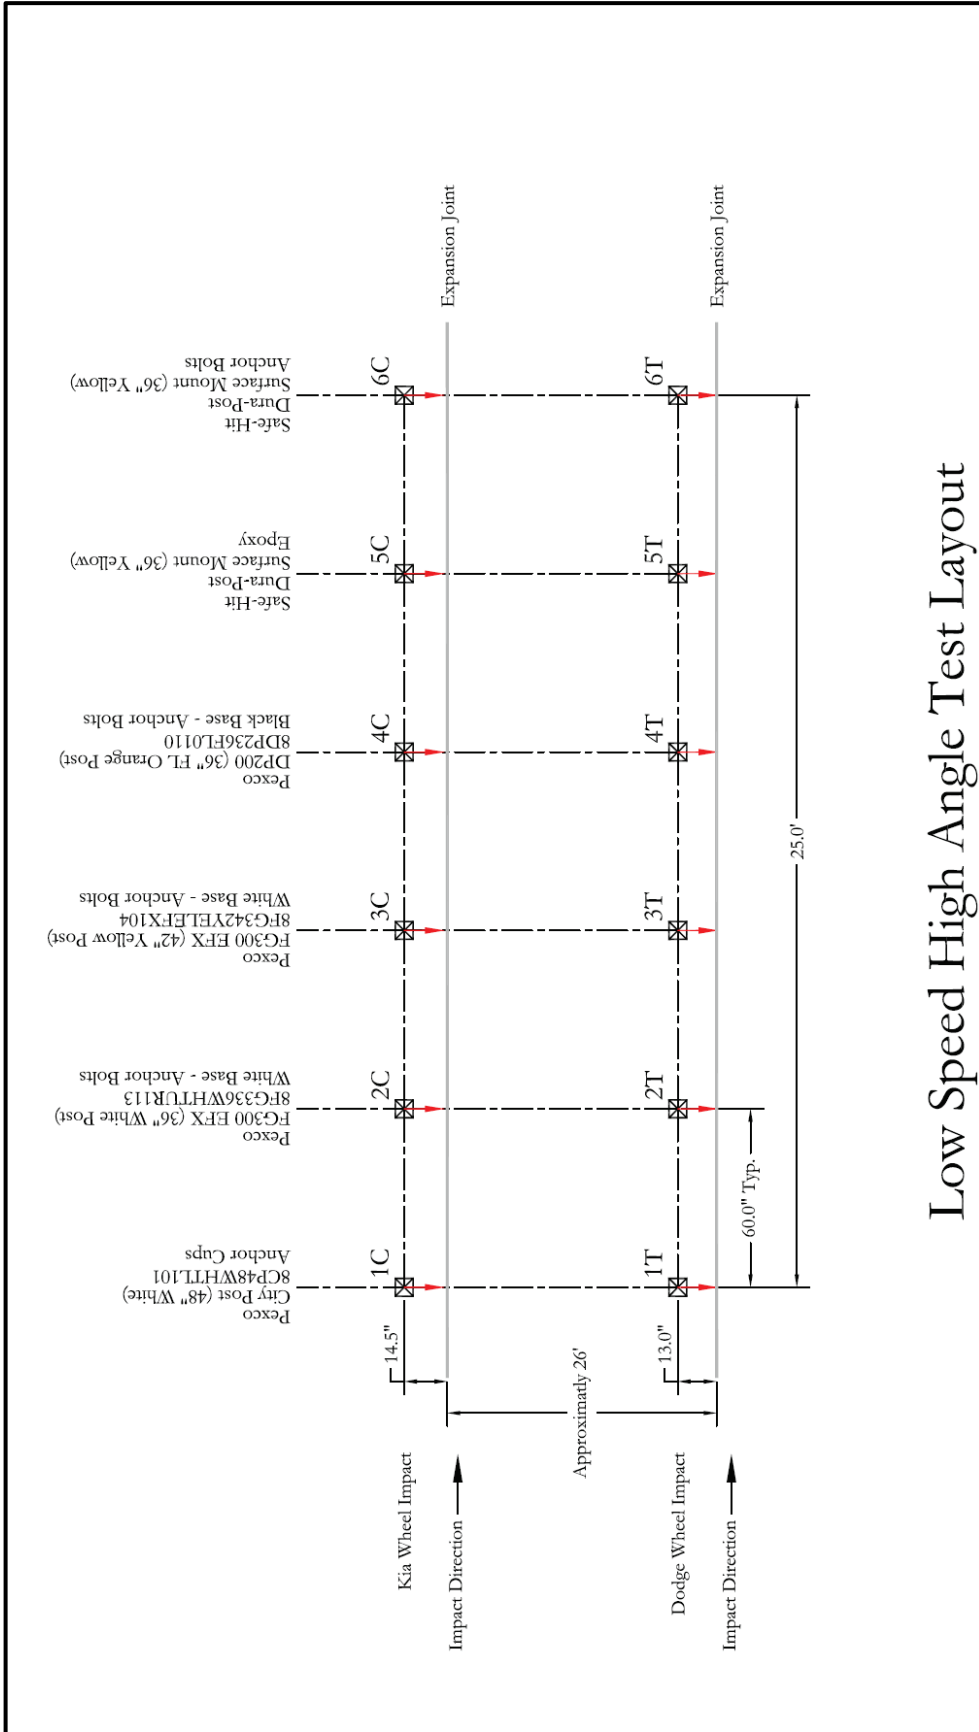 Pexco
City Post (48" White)
8CP48WHTTL101
Anchor Cups
Pexco
FG300 EFX (36" White Post)
8FG336WHTUR113
White Base - Anchor Bolts
Pexco
FG300 EFX (42" Yellow Post)
8FG342YELEFX104
White Base - Anchor Bolts
Pexco
DP200 (36" FL Orange Post)
8DP236FL0110
Black Base - Anchor Bolts
Safe-Hit
Dura-Post
Surface Mount (36" Yellow)
Epoxy
Safe-Hit
Dura-Post
Surface Mount (36" Yellow)
Anchor Bolts
14.5"
1C
2C
3C
4C
5C
6C
Kia Wheel Impact
Impact Direction
Expansion Joint
Approximatly 26'
13.0"
1T
2T
3T
4T
5T
6T
Dodge Wheel Impact
Impact Direction
Expansion Joint
60.0" Typ.
25.0'
Low Speed High Angle Test Layout